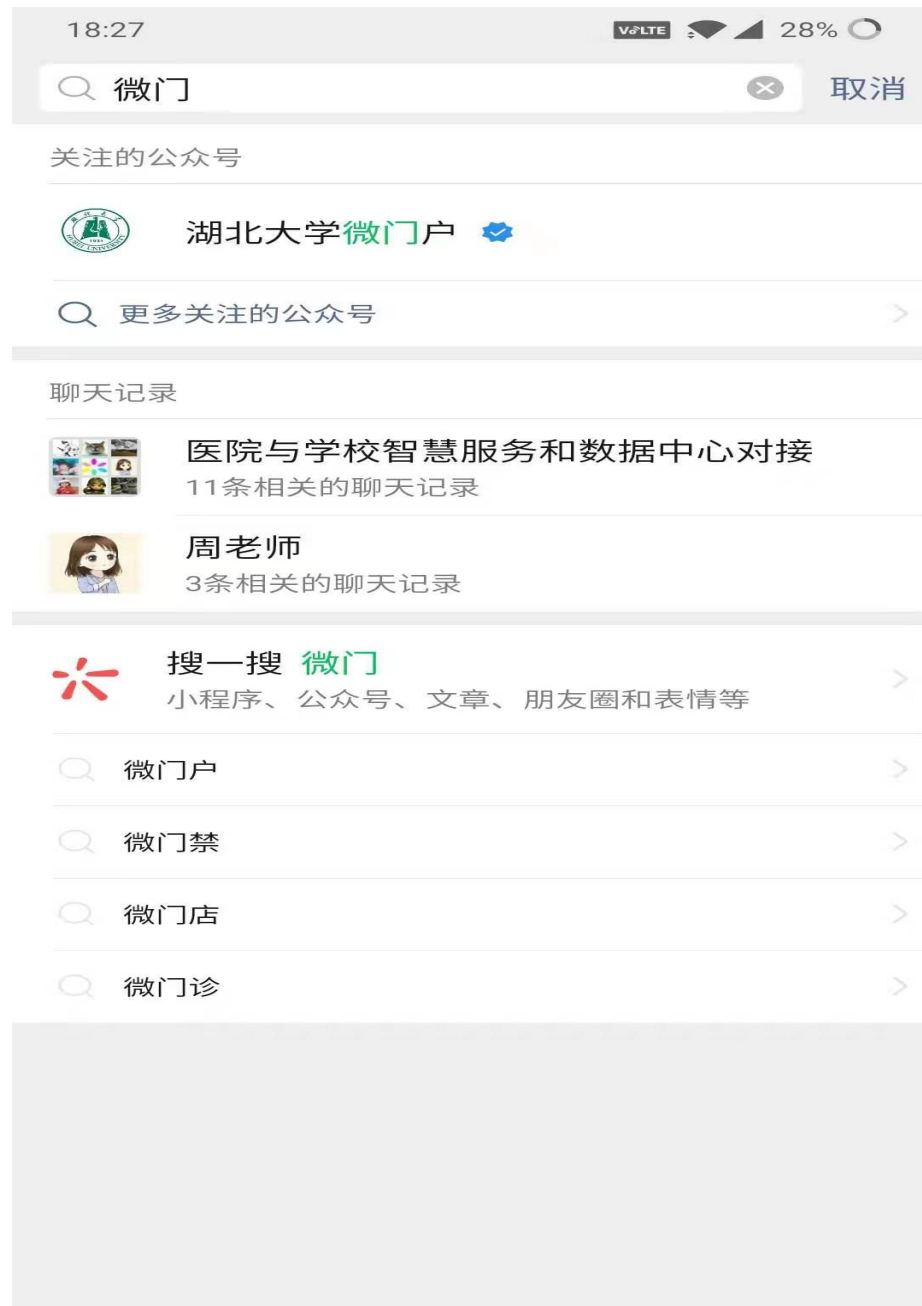 18:27
VoLTE 28%
微门
取消
关注的公众号
湖北大学微门户
更多关注的公众号
聊天记录
医院与学校智慧服务和数据中心对接
11条相关的聊天记录
周老师
3条相关的聊天记录
搜一搜 微门
小程序、公众号、文章、朋友圈和表情等
微门户
微门禁
微门店
微门诊